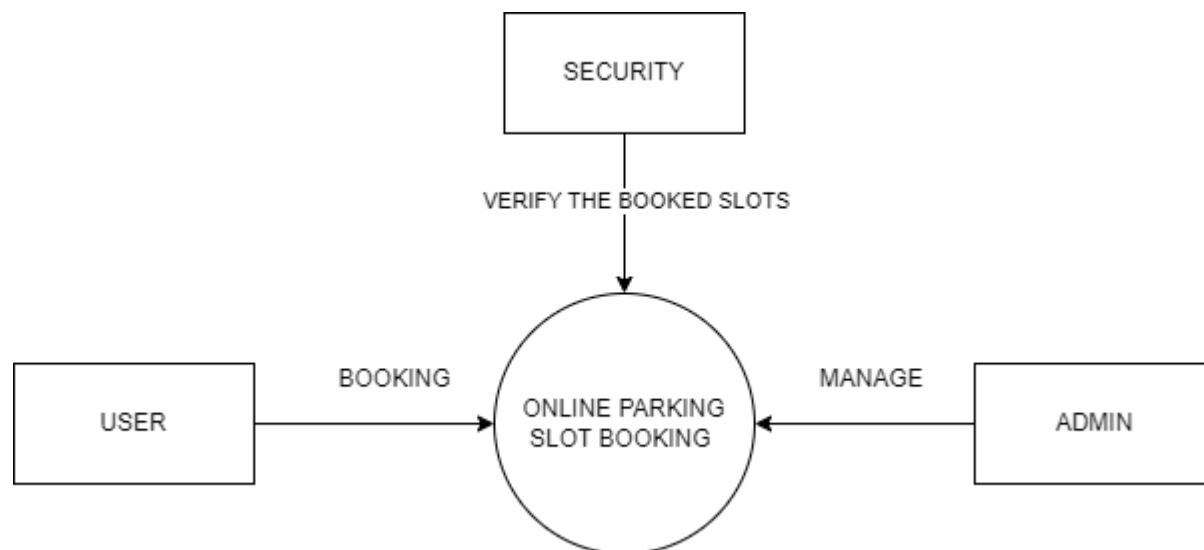 SECURITY
VERIFY THE BOOKED SLOTS
BOOKING
MANAGE
USER
ONLINE PARKING
SLOT BOOKING
ADMIN